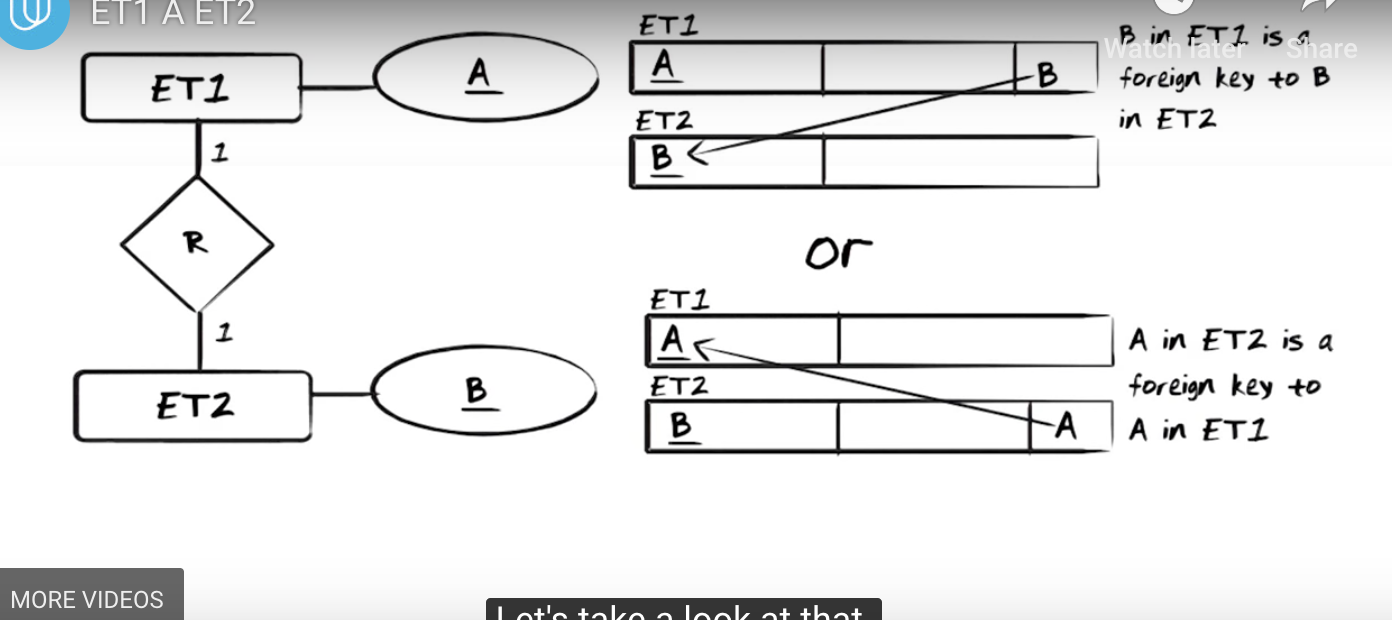 ET1 A ET2
Watch later
Share
ET1
A
1
R
1
ET2
B
ET1
A
B
ET2
B
B in ET1 is a
foreign key to B
in ET2
or
ET1
A
ET2
B
A
A in ET2 is a
foreign key to
A in ET1
MORE VIDEOS
Let's take a look at that